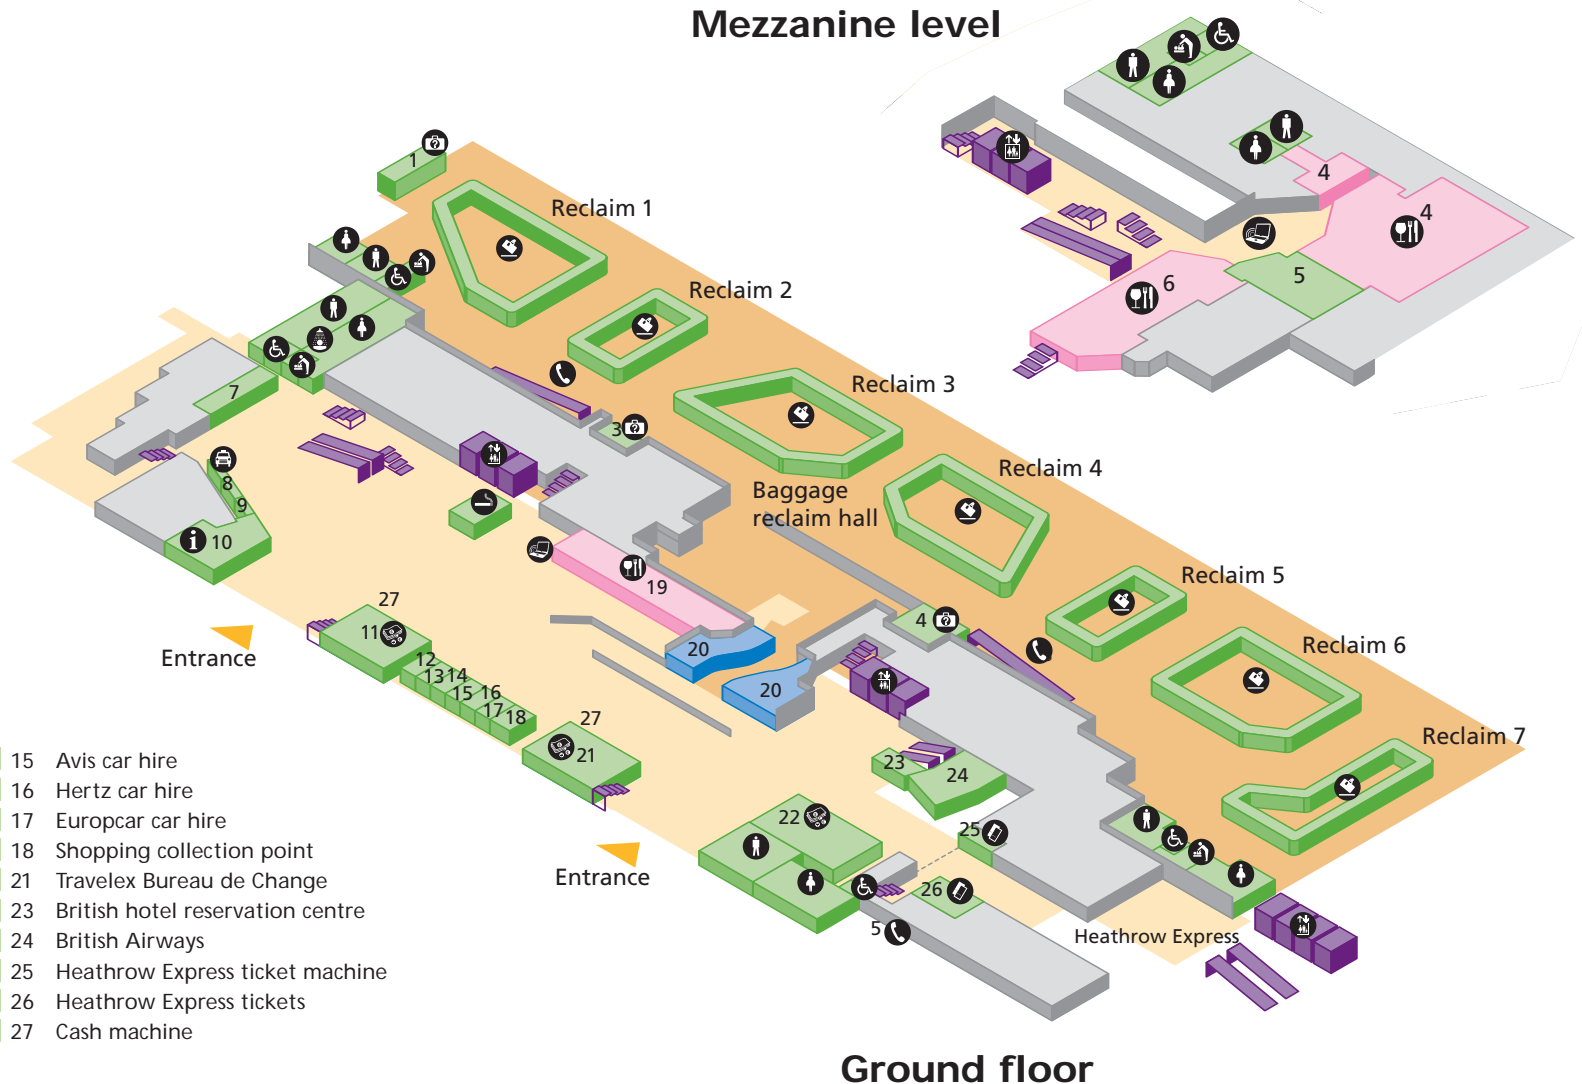 Mezzanine level
4
4
5
6
1
Reclaim 1
Reclaim 2
Reclaim 3
3
7
8
9
i 10
Baggage
reclaim hall
Reclaim 4
Reclaim 5
Reclaim 6
Reclaim 7
19
20
20
4
27
11
12
13 14
15 16
17 18
Entrance
27
21
22
23
24
25
26
5
Entrance
Heathrow Express
15 Avis car hire
16 Hertz car hire
17 Europcar car hire
18 Shopping collection point
21 Travelex Bureau de Change
23 British hotel reservation centre
24 British Airways
25 Heathrow Express ticket machine
26 Heathrow Express tickets
27 Cash machine
Ground floor